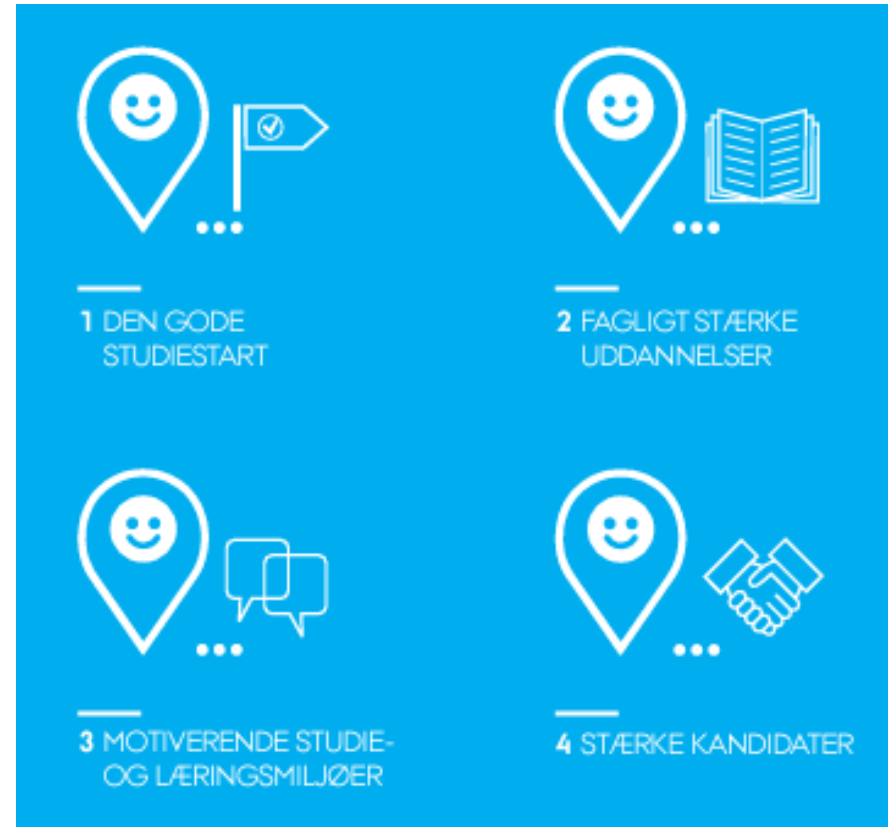 1 DEN GODE
STUDIESTART
2 FAGLIGT STÆRKE
UDDANNELSER
3 MOTIVERENDE STUDIE-
OG LÆRINGSMILJØER
4 STÆRKE KANDIDATER